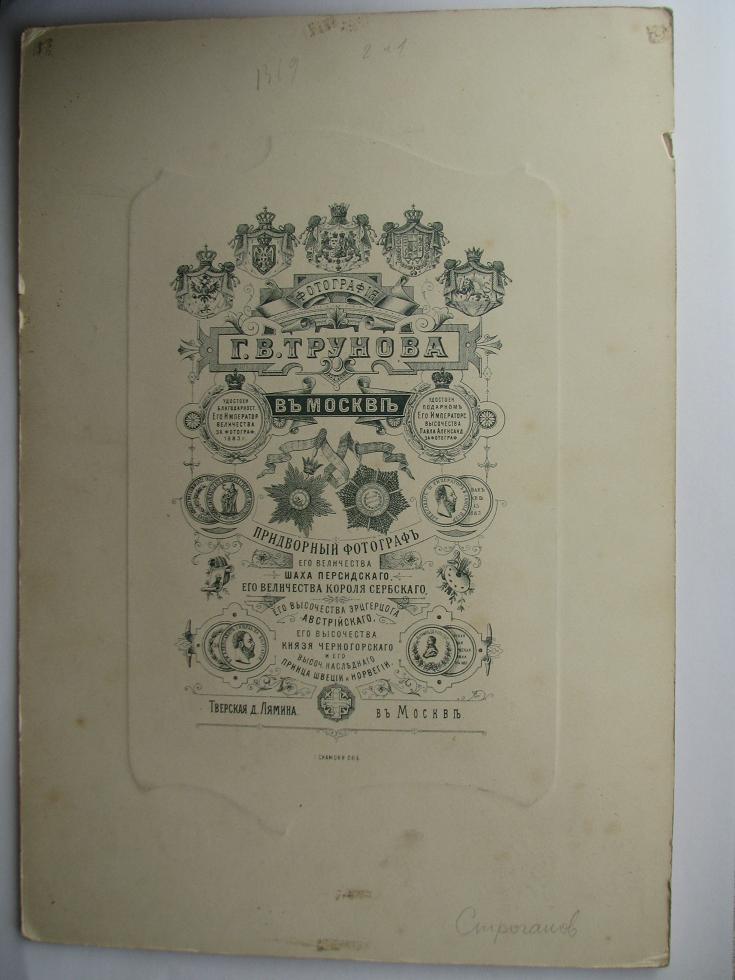 2 и 1
ФОТОГРАФІЯ
Г. В. ТРУНОВА
ВЪ МОСКВѢ
УДОСТОЕН
БЛАГОДАРНОСТ.
ЕГО ИМПЕРАТОР
ВЕЛИЧЕСТВА
ЗА ФОТОГРАФ.
1883 г.
УДОСТОЕН
ПОДАРКОМЪ
ЕГО ИМПЕРАТОРС
ВЫСОЧЕСТВА
ПАВЛА АЛЕКСАНД
ЗА ФОТОГРАФ
ПРИДВОРНЫЙ ФОТОГРАФЪ
ЕГО ВЕЛИЧЕСТВА
ШАХА ПЕРСИДСКАГО,
ЕГО ВЕЛИЧЕСТВА КОРОЛЯ СЕРБСКАГО,
ЕГО ВЫСОЧЕСТВА ЭРЦГЕРЦОГА
АВСТРІЙСКАГО,
ЕГО ВЫСОЧЕСТВА
КНЯЗЯ ЧЕРНОГОРСКАГО
И ЕГО
ВЫСОЧ. НАСЛѢДНАГО
ПРИНЦА ШВЕЦІИ и НОРВЕГІИ.
ТВЕРСКАЯ Д. ЛЯМИНА. ВЪ МОСКВѢ
Строганов